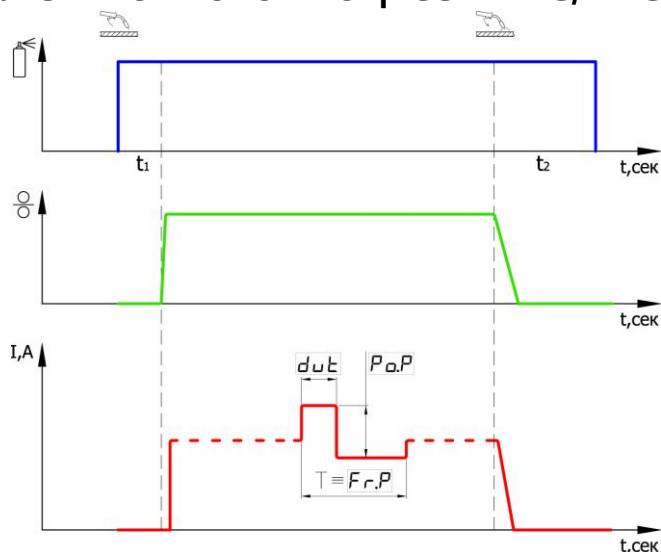 t₁
t₂
t,сек
t,сек
I,A
dut
Po.P
T ≡ Fr.P
t,сек